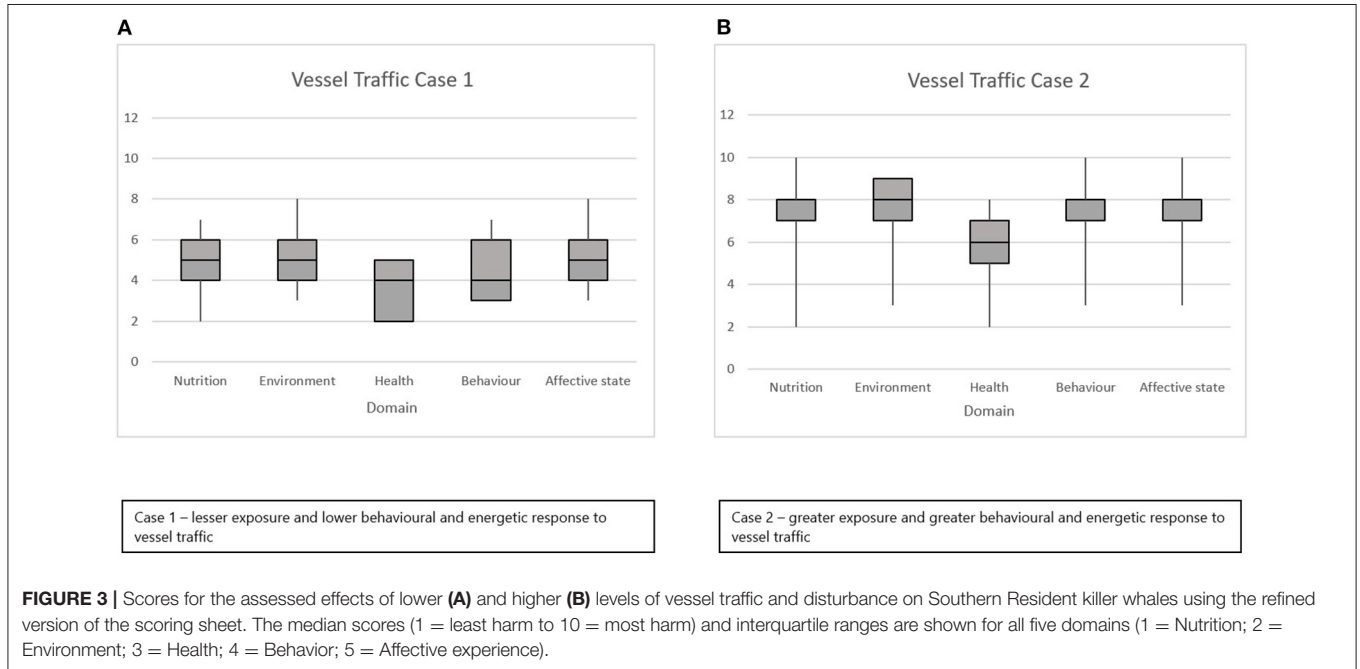 A
Vessel Traffic Case 1
12
10
8
6
4
2
0
Nutrition Environment Health Behaviour Affective state
Domain
Case 1 – lesser exposure and lower behavioural and energetic response to
vessel traffic
B
Vessel Traffic Case 2
12
10
8
6
4
2
0
Nutrition Environment Health Behaviour Affective state
Domain
Case 2 – greater exposure and greater behavioural and energetic response to
vessel traffic
FIGURE 3 | Scores for the assessed effects of lower (A) and higher (B) levels of vessel traffic and disturbance on Southern Resident killer whales using the refined
version of the scoring sheet. The median scores (1 = least harm to 10 = most harm) and interquartile ranges are shown for all five domains (1 = Nutrition; 2 =
Environment; 3 = Health; 4 = Behavior; 5 = Affective experience).